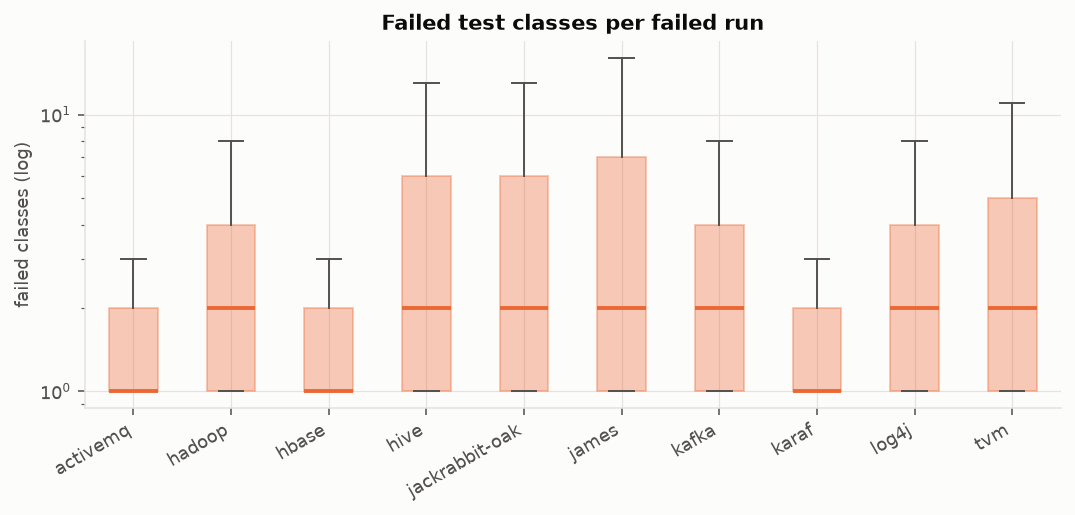 Failed test classes per failed run
failed classes (log)
10¹
10⁰
activemq
hadoop
hbase
hive
jackrabbit-oak
james
kafka
karaf
log4j
tvm